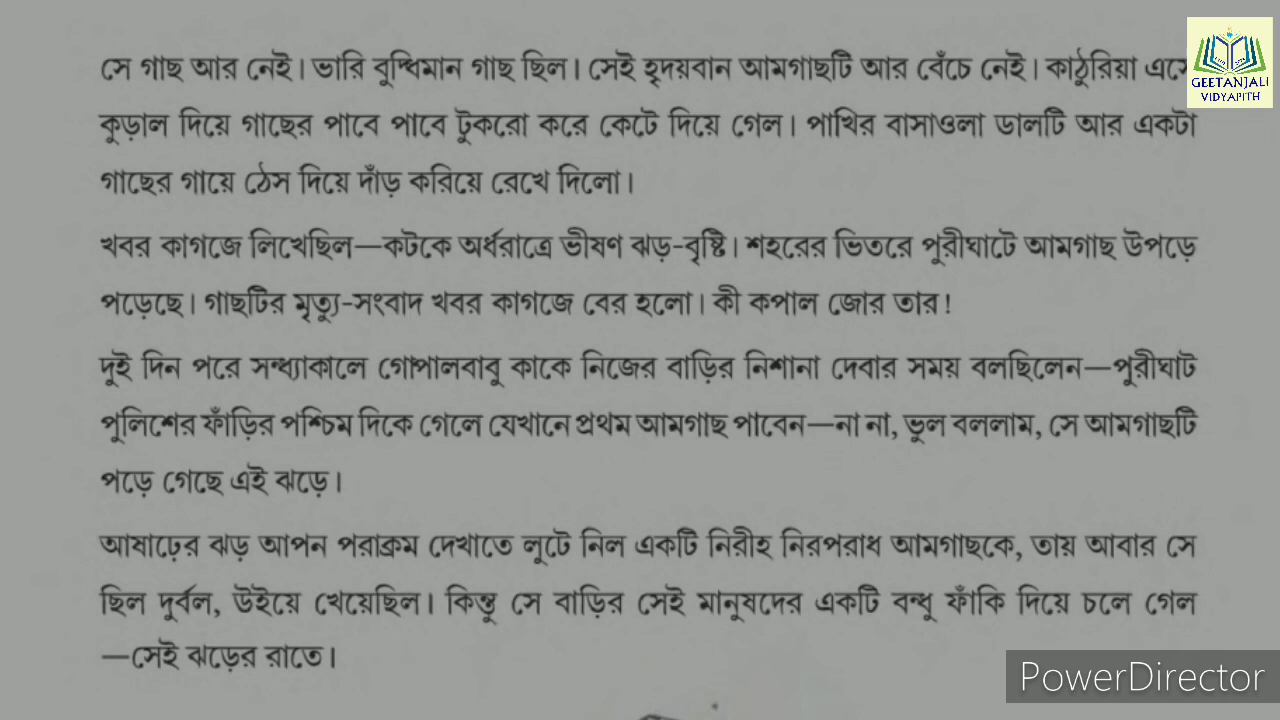 সে গাছ আর নেই। ভারি বুদ্ধিমান গাছ ছিল। সেই হৃদয়বান আমগাছটি আর বেঁচে নেই। কাঠুরিয়া এসে
কুড়াল দিয়ে গাছের পাবে পাবে টুকরো করে কেটে দিয়ে গেল। পাখির বাসাওলা ডালটি আর একটা
গাছের গায়ে ঠেস দিয়ে দাঁড় করিয়ে রেখে দিলো।
খবর কাগজে লিখেছিল—কটকে অর্ধরাত্রে ভীষণ ঝড়-বৃষ্টি। শহরের ভিতরে পুরীঘাটে আমগাছ উপড়ে
পড়েছে। গাছটির মৃত্যু-সংবাদ খবর কাগজে বের হলো। কী কপাল জোর তার!
দুই দিন পরে সন্ধ্যাকালে গোপালবাবু কাকে নিজের বাড়ির নিশানা দেবার সময় বলছিলেন—পুরীঘাট
পুলিশের ফাঁড়ির পশ্চিম দিকে গেলে যেখানে প্রথম আমগাছ পাবেন—না না, ভুল বললাম, সে আমগাছটি
পড়ে গেছে এই ঝড়ে।
আষাঢ়ের ঝড় আপন পরাক্রম দেখাতে লুটে নিল একটি নিরীহ নিরপরাধ আমগাছকে, তায় আবার সে
ছিল দুর্বল, উইয়ে খেয়েছিল। কিন্তু সে বাড়ির সেই মানুষদের একটি বন্ধু ফাঁকি দিয়ে চলে গেল
—সেই ঝড়ের রাতে।
GEETANJALI
VIDYAPITH
PowerDirector